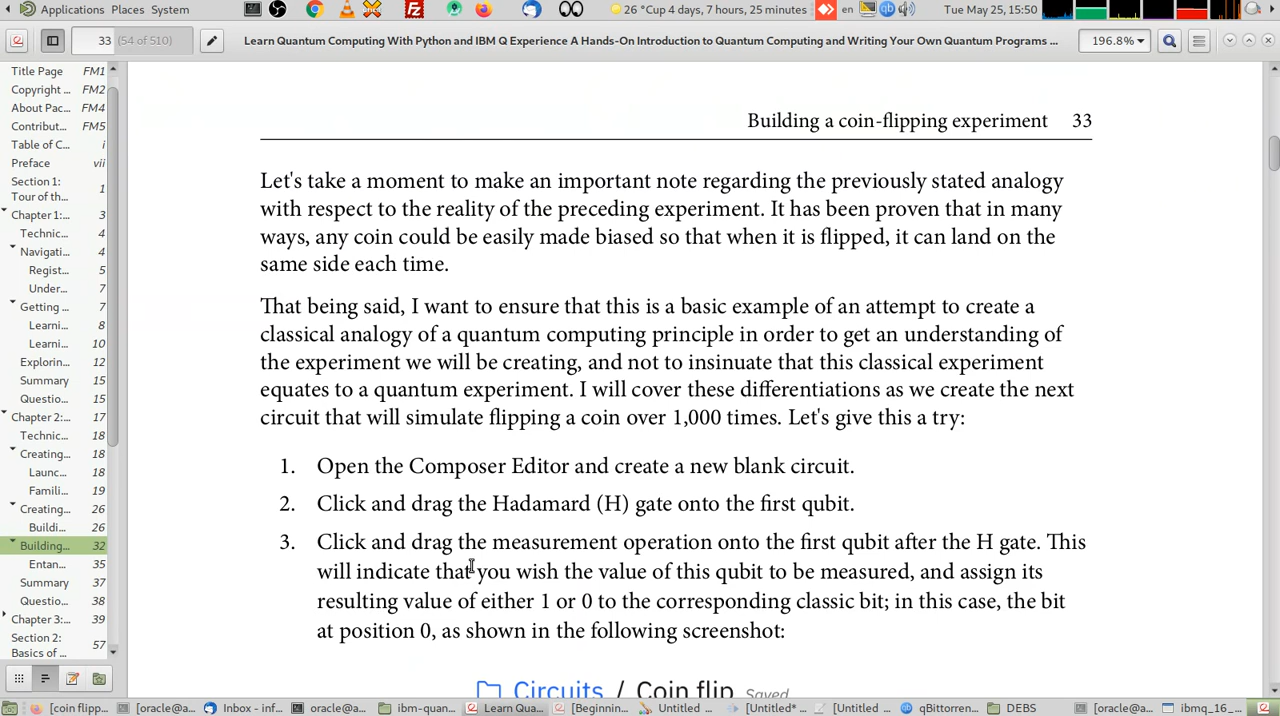 Applications Places System
26 °C up 4 days, 7 hours, 25 minutes
en
Tue May 25, 15:50
33 (54 of 510)
Learn Quantum Computing With Python and IBM Q Experience A Hands-On Introduction to Quantum Computing and Writing Your Own Quantum Programs ...
196.8%
Title Page FM1
Copyright ... FM2
About Pac... FM4
Contribut... FM5
Table of C... i
Preface vii
Section 1:
Tour of th... 1
Chapter 1:... 3
Technic... 4
Navigati... 4
Regist... 5
Under... 7
Getting ... 7
Learni... 8
Learni... 10
Explorin... 12
Summary 15
Questio... 15
Chapter 2:... 17
Technic... 18
Creating... 18
Launc... 18
Famili... 19
Creating... 26
Buildi... 26
Building... 32
Entan... 35
Summary 37
Questio... 38
Chapter 3:... 39
Section 2:
Basics of ... 57
Building a coin-flipping experiment 33
Let's take a moment to make an important note regarding the previously stated analogy
with respect to the reality of the preceding experiment. It has been proven that in many
ways, any coin could be easily made biased so that when it is flipped, it can land on the
same side each time.
That being said, I want to ensure that this is a basic example of an attempt to create a
classical analogy of a quantum computing principle in order to get an understanding of
the experiment we will be creating, and not to insinuate that this classical experiment
equates to a quantum experiment. I will cover these differentiations as we create the next
circuit that will simulate flipping a coin over 1,000 times. Let's give this a try:
1. Open the Composer Editor and create a new blank circuit.
2. Click and drag the Hadamard (H) gate onto the first qubit.
3. Click and drag the measurement operation onto the first qubit after the H gate. This
will indicate that you wish the value of this qubit to be measured, and assign its
resulting value of either 1 or 0 to the corresponding classic bit; in this case, the bit
at position 0, as shown in the following screenshot:
Circuits / Coin flip Saved
[coin flipp... [oracle@a... Inbox - inf... oracle@a... ibm-quan... Learn Qua... [Beginnin... Untitled ... [Untitled* ... [Untitled ... qBittorren... DEBS [oracle@a... ibmq_16_...